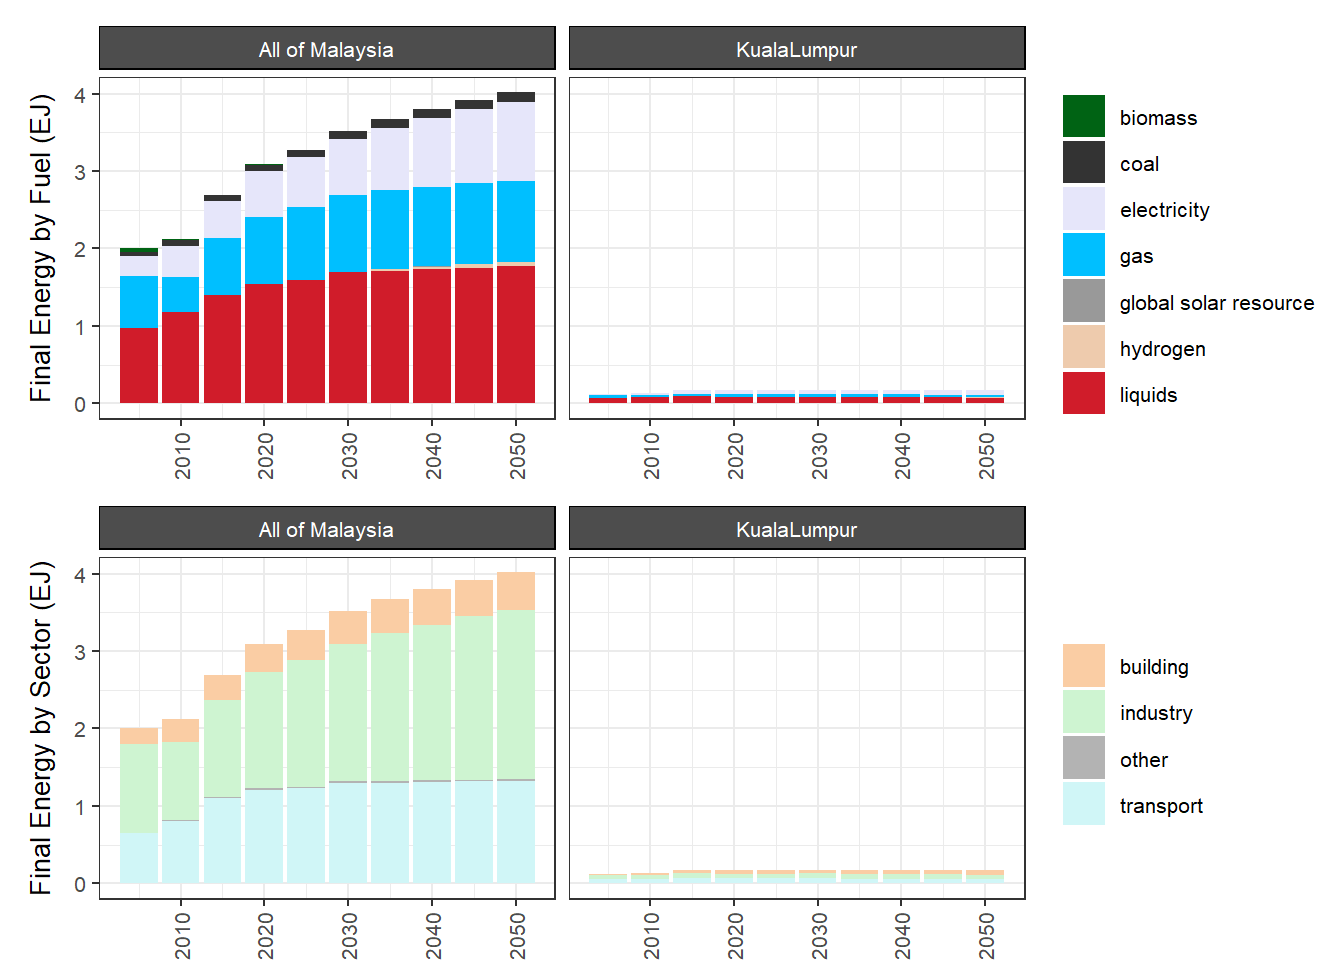 All of Malaysia
KualaLumpur
Final Energy by Fuel (EJ)
4
3
2
1
0
2010
2020
2030
2040
2050
2010
2020
2030
2040
2050
biomass
coal
electricity
gas
global solar resource
hydrogen
liquids
All of Malaysia
KualaLumpur
Final Energy by Sector (EJ)
4
3
2
1
0
2010
2020
2030
2040
2050
2010
2020
2030
2040
2050
building
industry
other
transport